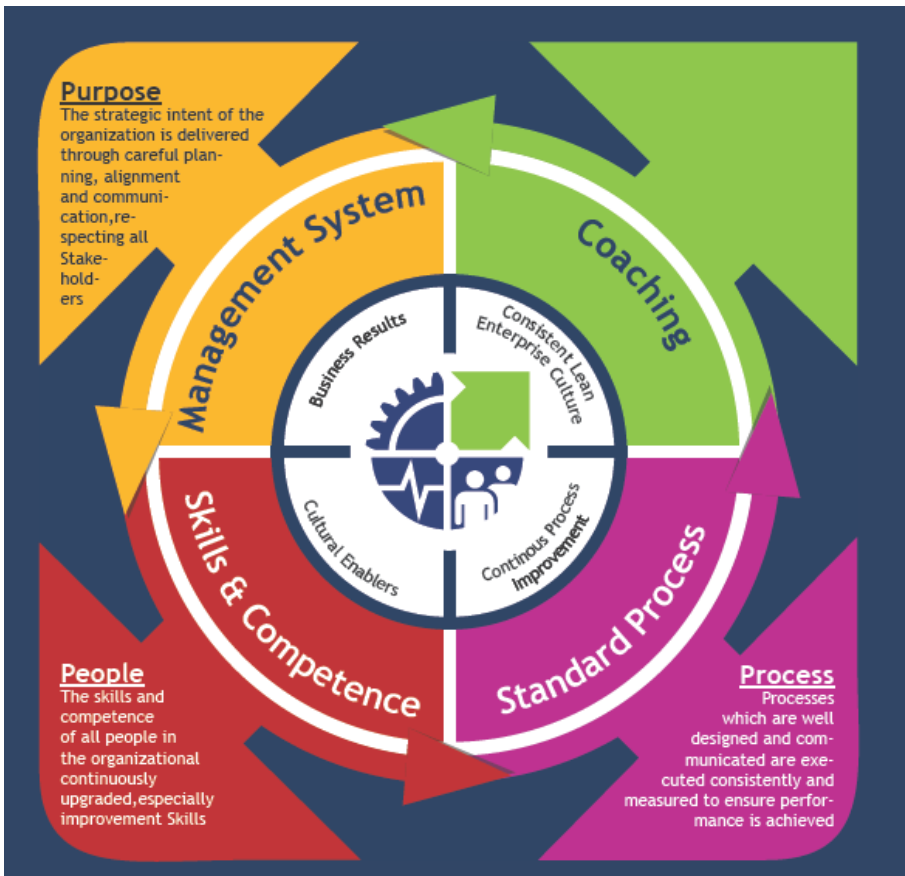 Purpose
The strategic intent of the
organization is delivered
through careful plan-
ning, alignment
and communi-
cation,re-
specting all
Stake-
hold-
ers
Management System
Coaching
Business Results
Consistent Lean
Enterprise Culture
Cultural Enablers
Continous Process
Improvement
Skills & Competence
Standard Process
People
The skills and
competence
of all people in
the organizational
continuously
upgraded,especially
improvement Skills
Process
Processes
which are well
designed and com-
municated are exe-
cuted consistently and
measured to ensure perfor-
mance is achieved